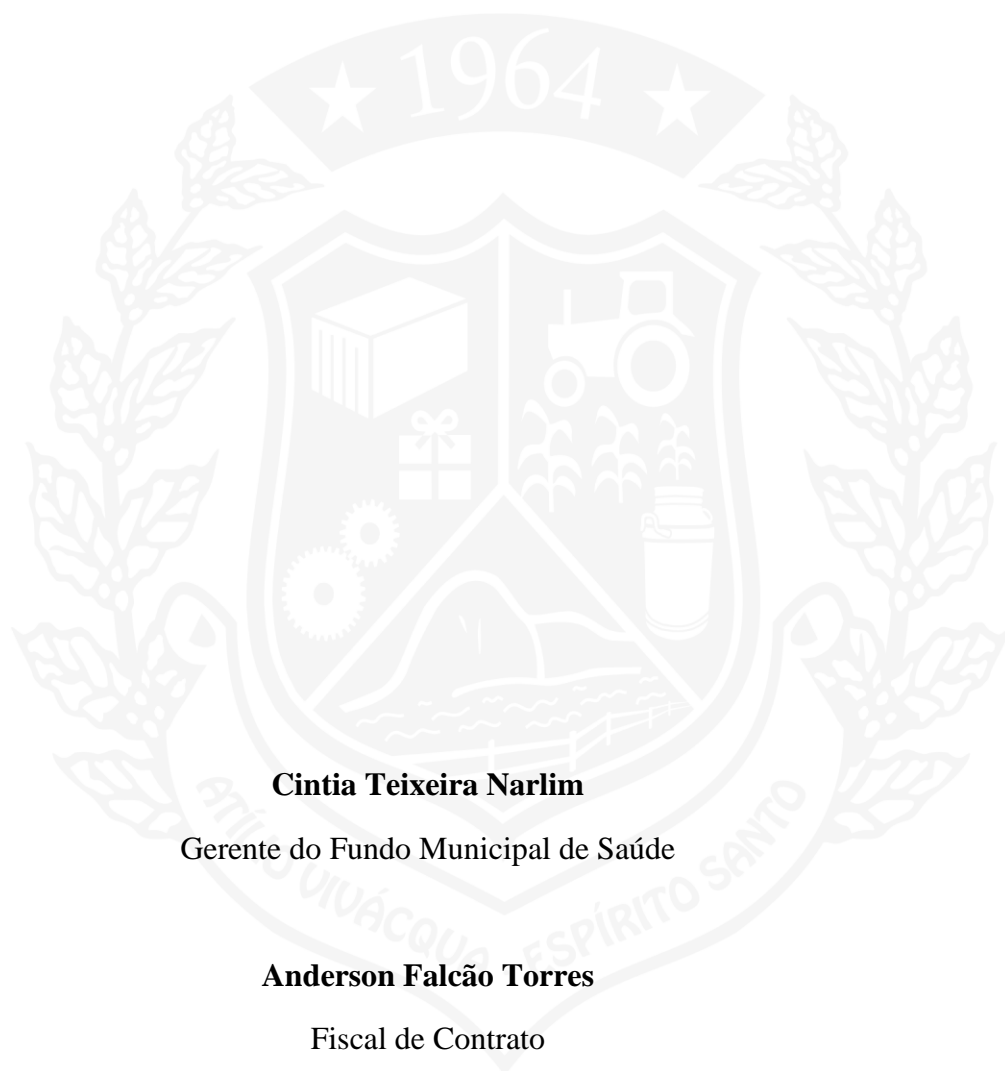 1964
Cintia Teixeira Narlim
Gerente do Fundo Municipal de Saúde
Anderson Falcão Torres
Fiscal de Contrato
ATÍLIO VIVÁCQUA - ESPÍRITO SANTO